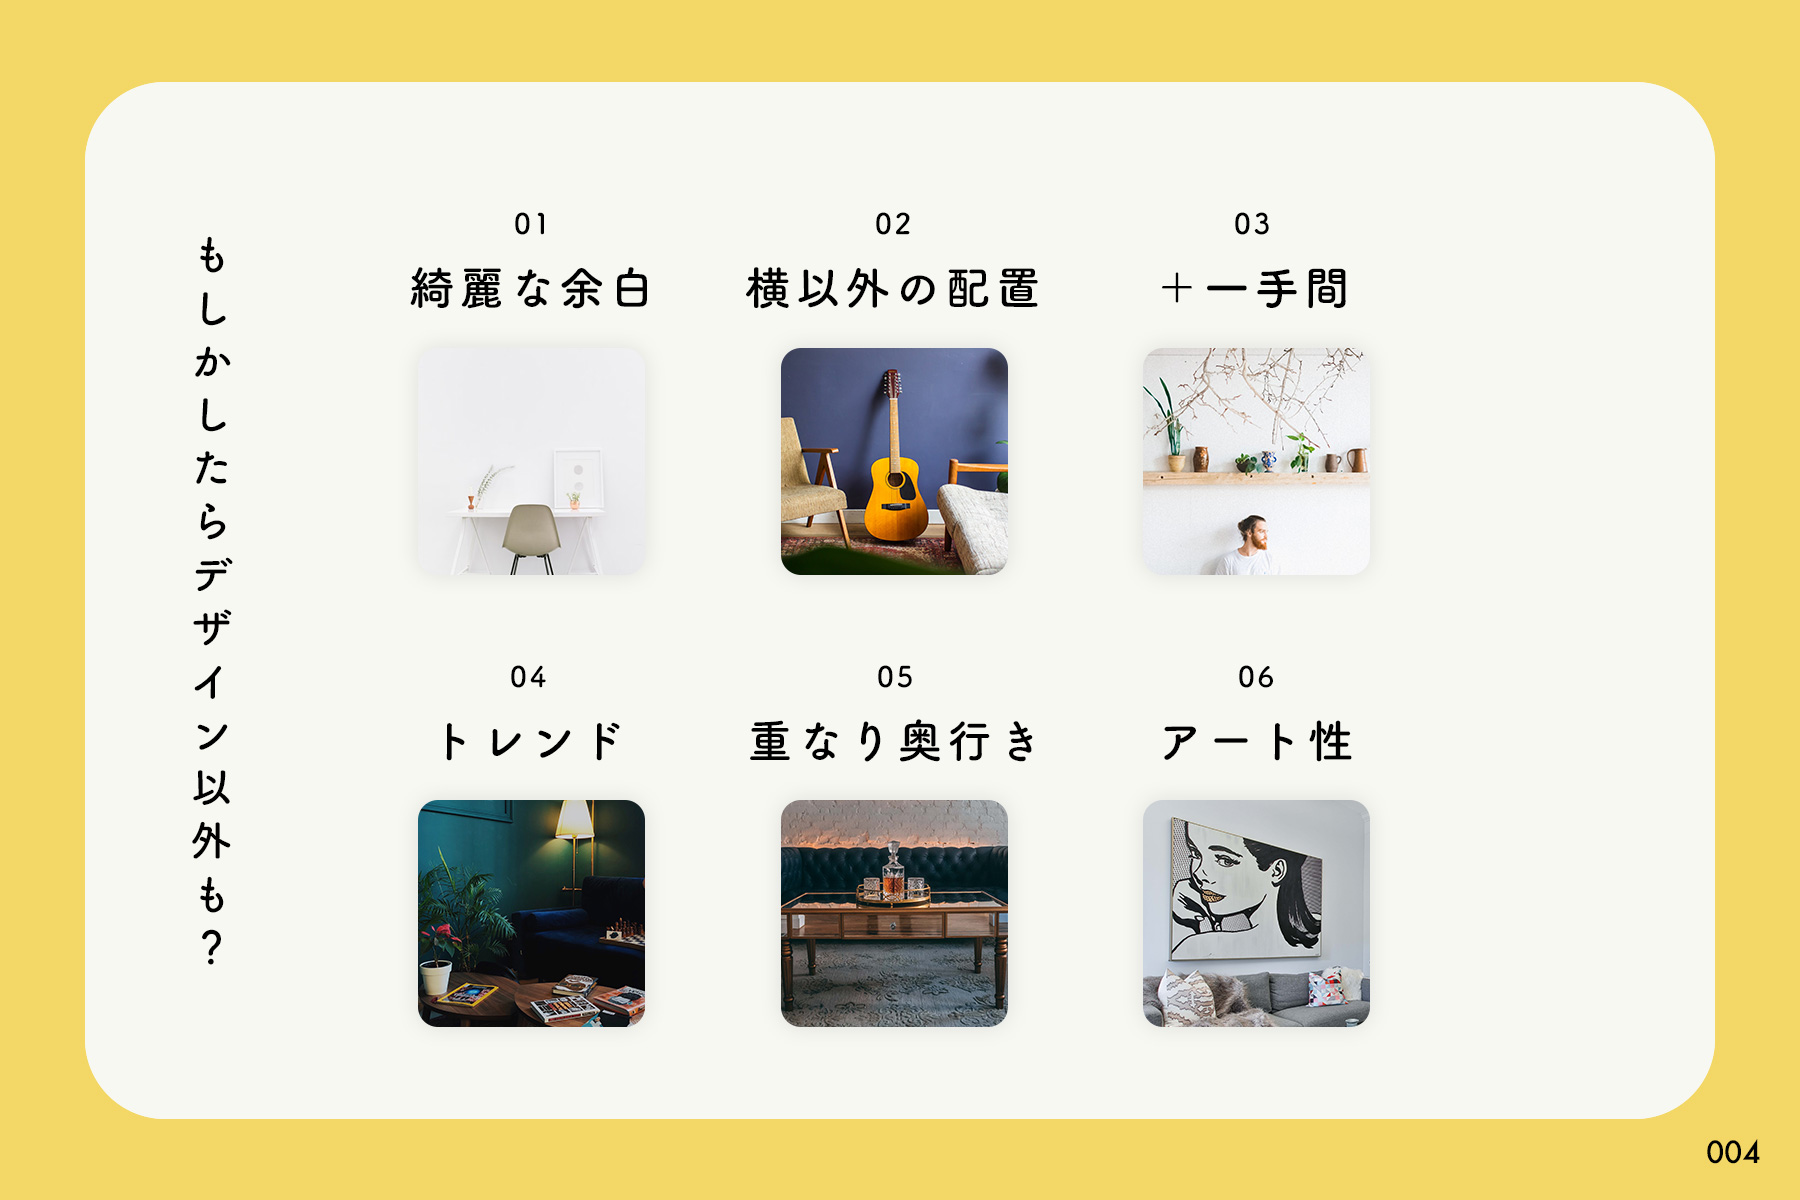 もしかしたらデザイン以外も?
01
綺麗な余白
02
横以外の配置
03
＋一手間
04
トレンド
05
重なり奥行き
06
アート性
004